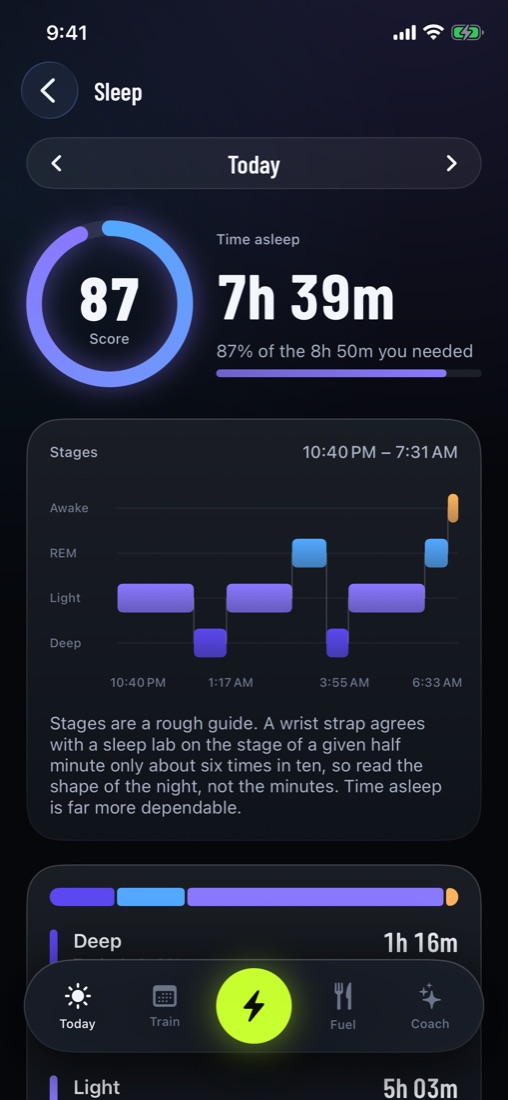 9:41
Sleep
Today
87
Score
Time asleep
7h 39m
87% of the 8h 50m you needed
Stages
10:40 PM – 7:31 AM
Awake
REM
Light
Deep
10:40 PM
1:17 AM
3:55 AM
6:33 AM
Stages are a rough guide. A wrist strap agrees
with a sleep lab on the stage of a given half
minute only about six times in ten, so read the
shape of the night, not the minutes. Time asleep
is far more dependable.
Deep
1h 16m
Today
Train
Fuel
Coach
Light
5h 03m